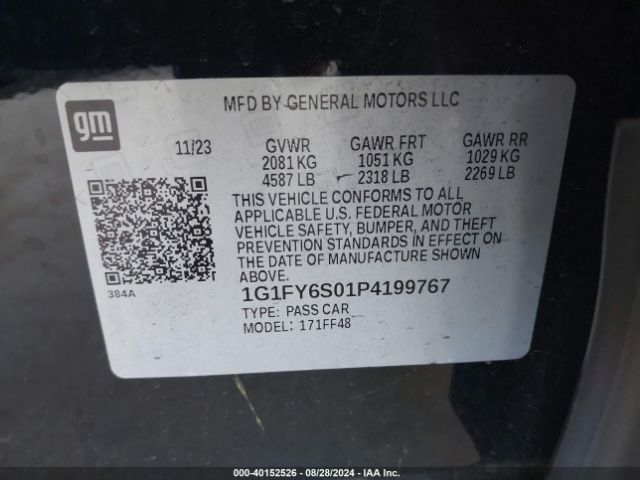 gm
MFD BY GENERAL MOTORS LLC
11/23 GVWR GAWR FRT GAWR RR
2081 KG 1051 KG 1029 KG
4587 LB 2318 LB 2269 LB
THIS VEHICLE CONFORMS TO ALL
APPLICABLE U.S. FEDERAL MOTOR
VEHICLE SAFETY, BUMPER, AND THEFT
PREVENTION STANDARDS IN EFFECT ON
THE DATE OF MANUFACTURE SHOWN
ABOVE.
384A
1G1FY6S01P4199767
TYPE: PASS CAR
MODEL: 171FF48
000-40152526 - 08/28/2024 - IAA Inc.